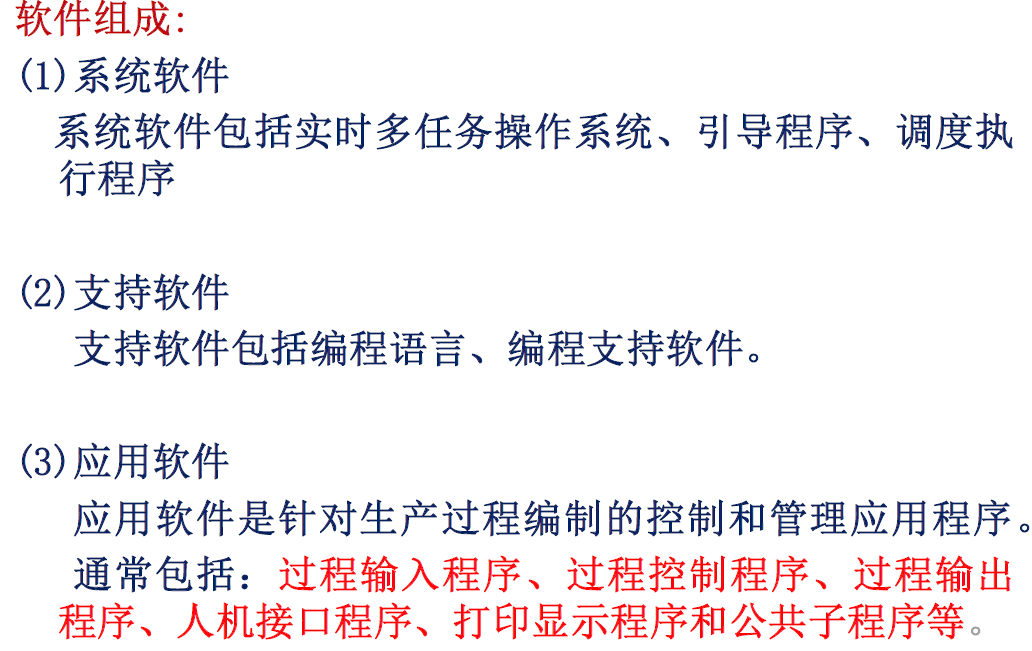 软件组成:
(1)系统软件
系统软件包括实时多任务操作系统、引导程序、调度执
行程序
(2)支持软件
支持软件包括编程语言、编程支持软件。
(3)应用软件
应用软件是针对生产过程编制的控制和管理应用程序。
通常包括：过程输入程序、过程控制程序、过程输出
程序、人机接口程序、打印显示程序和公共子程序等。